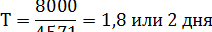 T = 8000/4571 = 1,8 или 2 дня